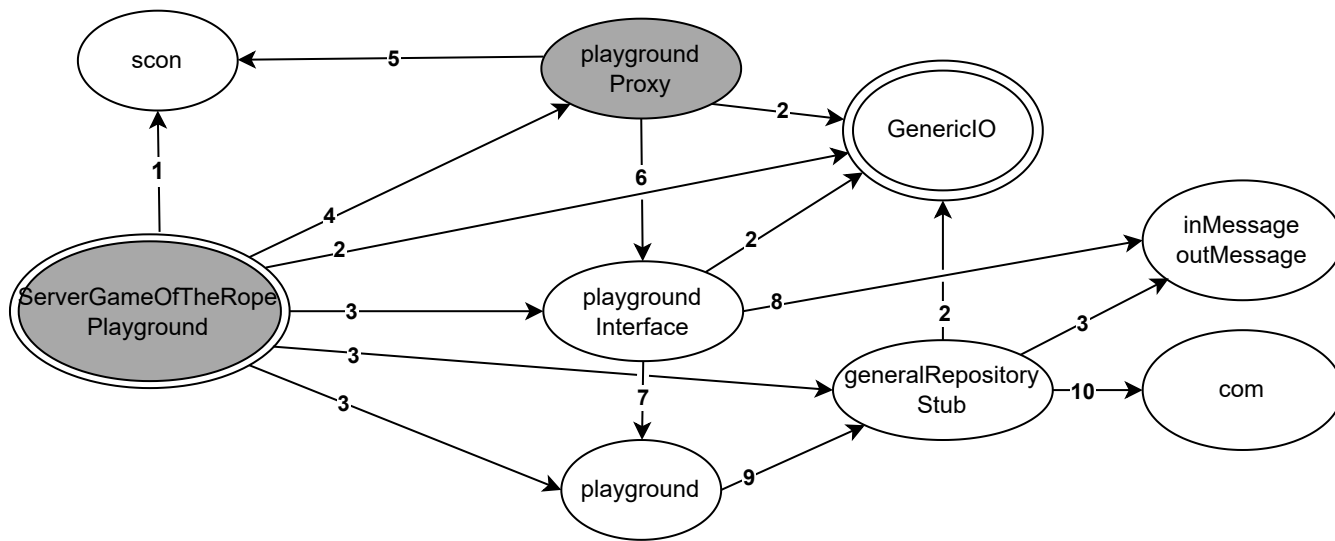 scon
5
playground
Proxy
2
GenericIO
1
6
4
2
2
inMessage
outMessage
ServerGameOfTheRope
Playground
3
playground
Interface
8
2
3
3
generalRepository
Stub
10
com
3
7
playground
9